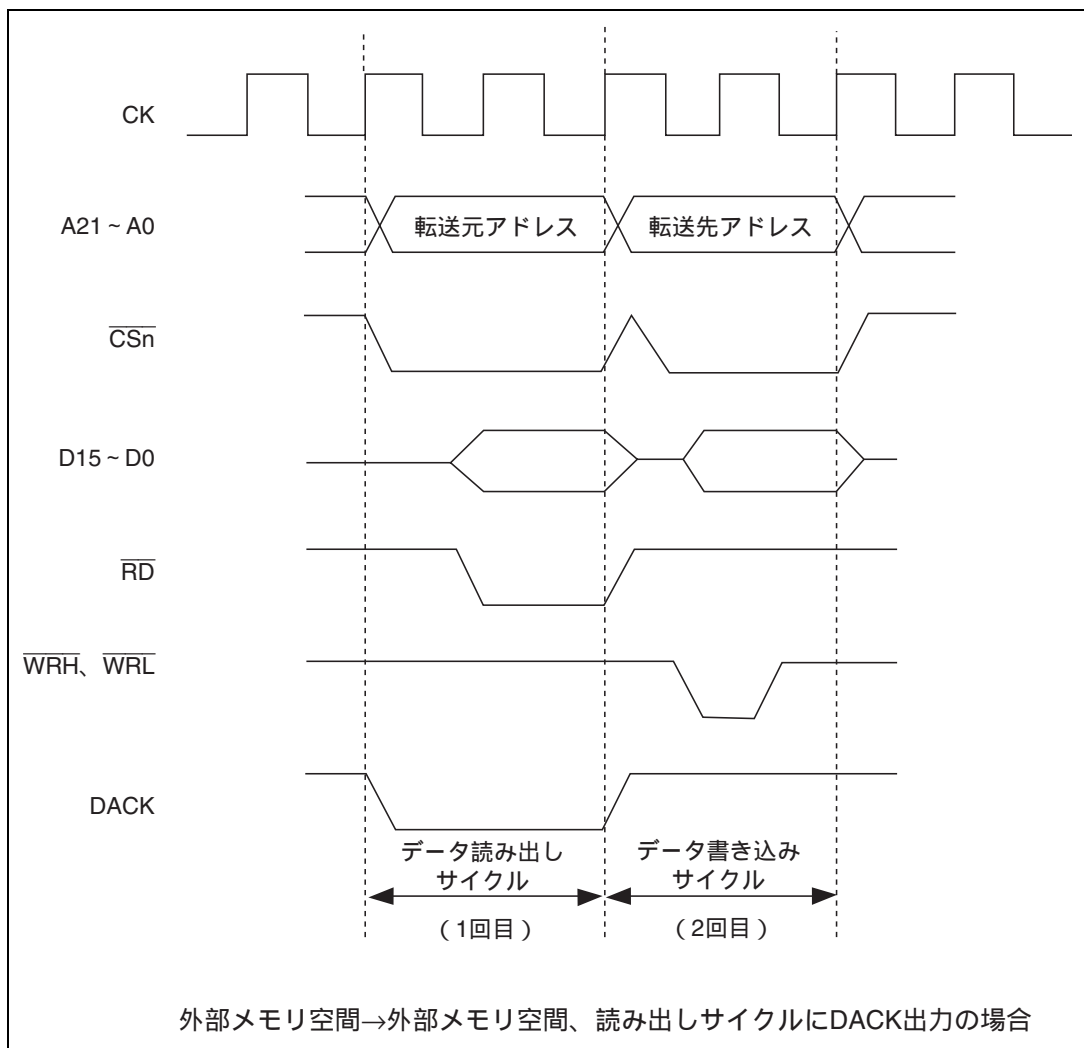 CK
A21~A0
転送元アドレス 転送先アドレス
CSn
D15~D0
RD
WRH、WRL
DACK
データ読み出し データ書き込み
サイクル サイクル
(1回目) (2回目)
外部メモリ空間→外部メモリ空間、読み出しサイクルにDACK出力の場合